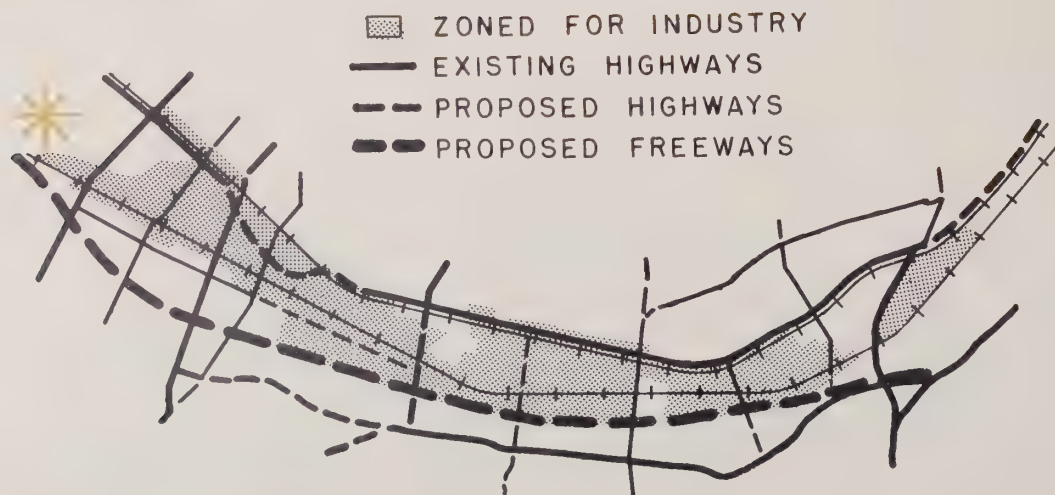 ZONED FOR INDUSTRY
EXISTING HIGHWAYS
PROPOSED HIGHWAYS
PROPOSED FREEWAYS